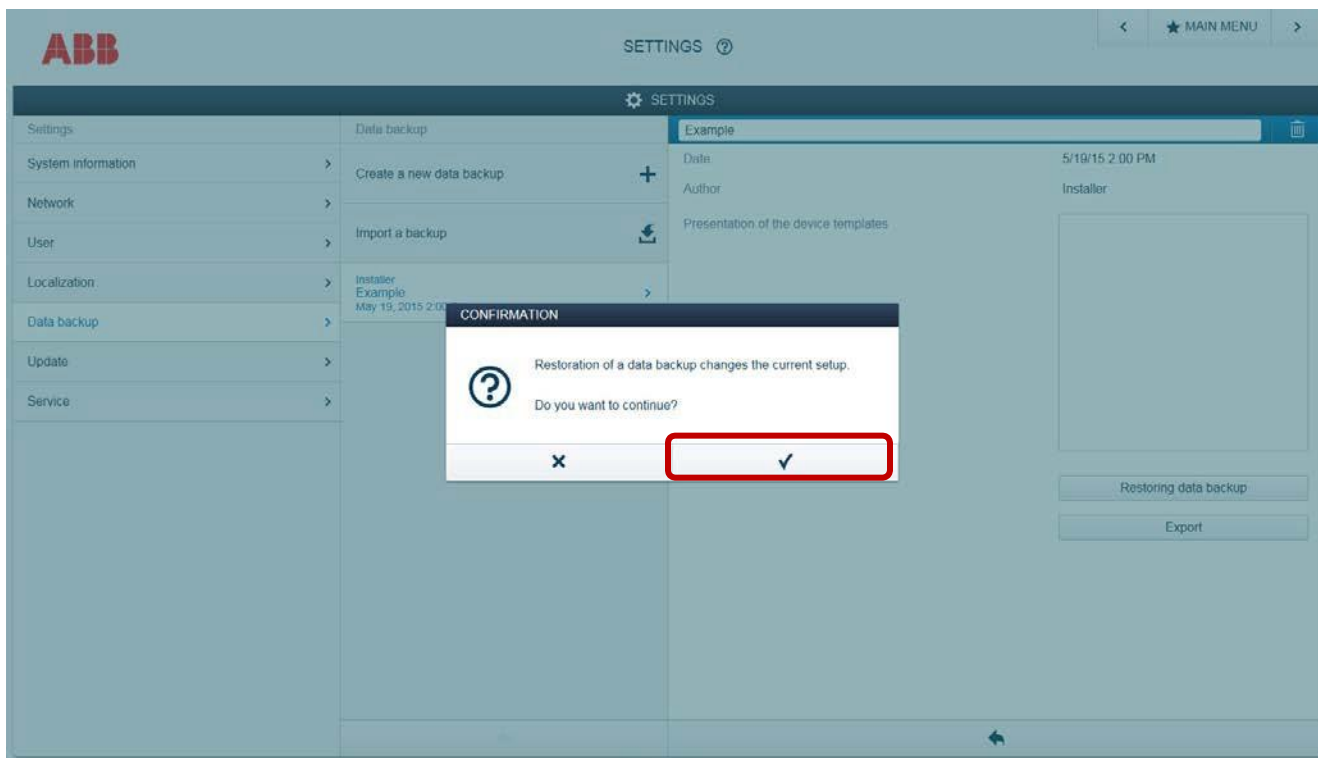 ABB
SETTINGS
MAIN MENU
SETTINGS
Settings
System information
Network
User
Localization
Data backup
Update
Service
Data backup
Create a new data backup
Import a backup
Installer
Example
May 19, 2015 2:00
Example
Date
5/19/15 2:00 PM
Author
Installer
Presentation of the device templates
Restoring data backup
Export
CONFIRMATION
Restoration of a data backup changes the current setup.
Do you want to continue?